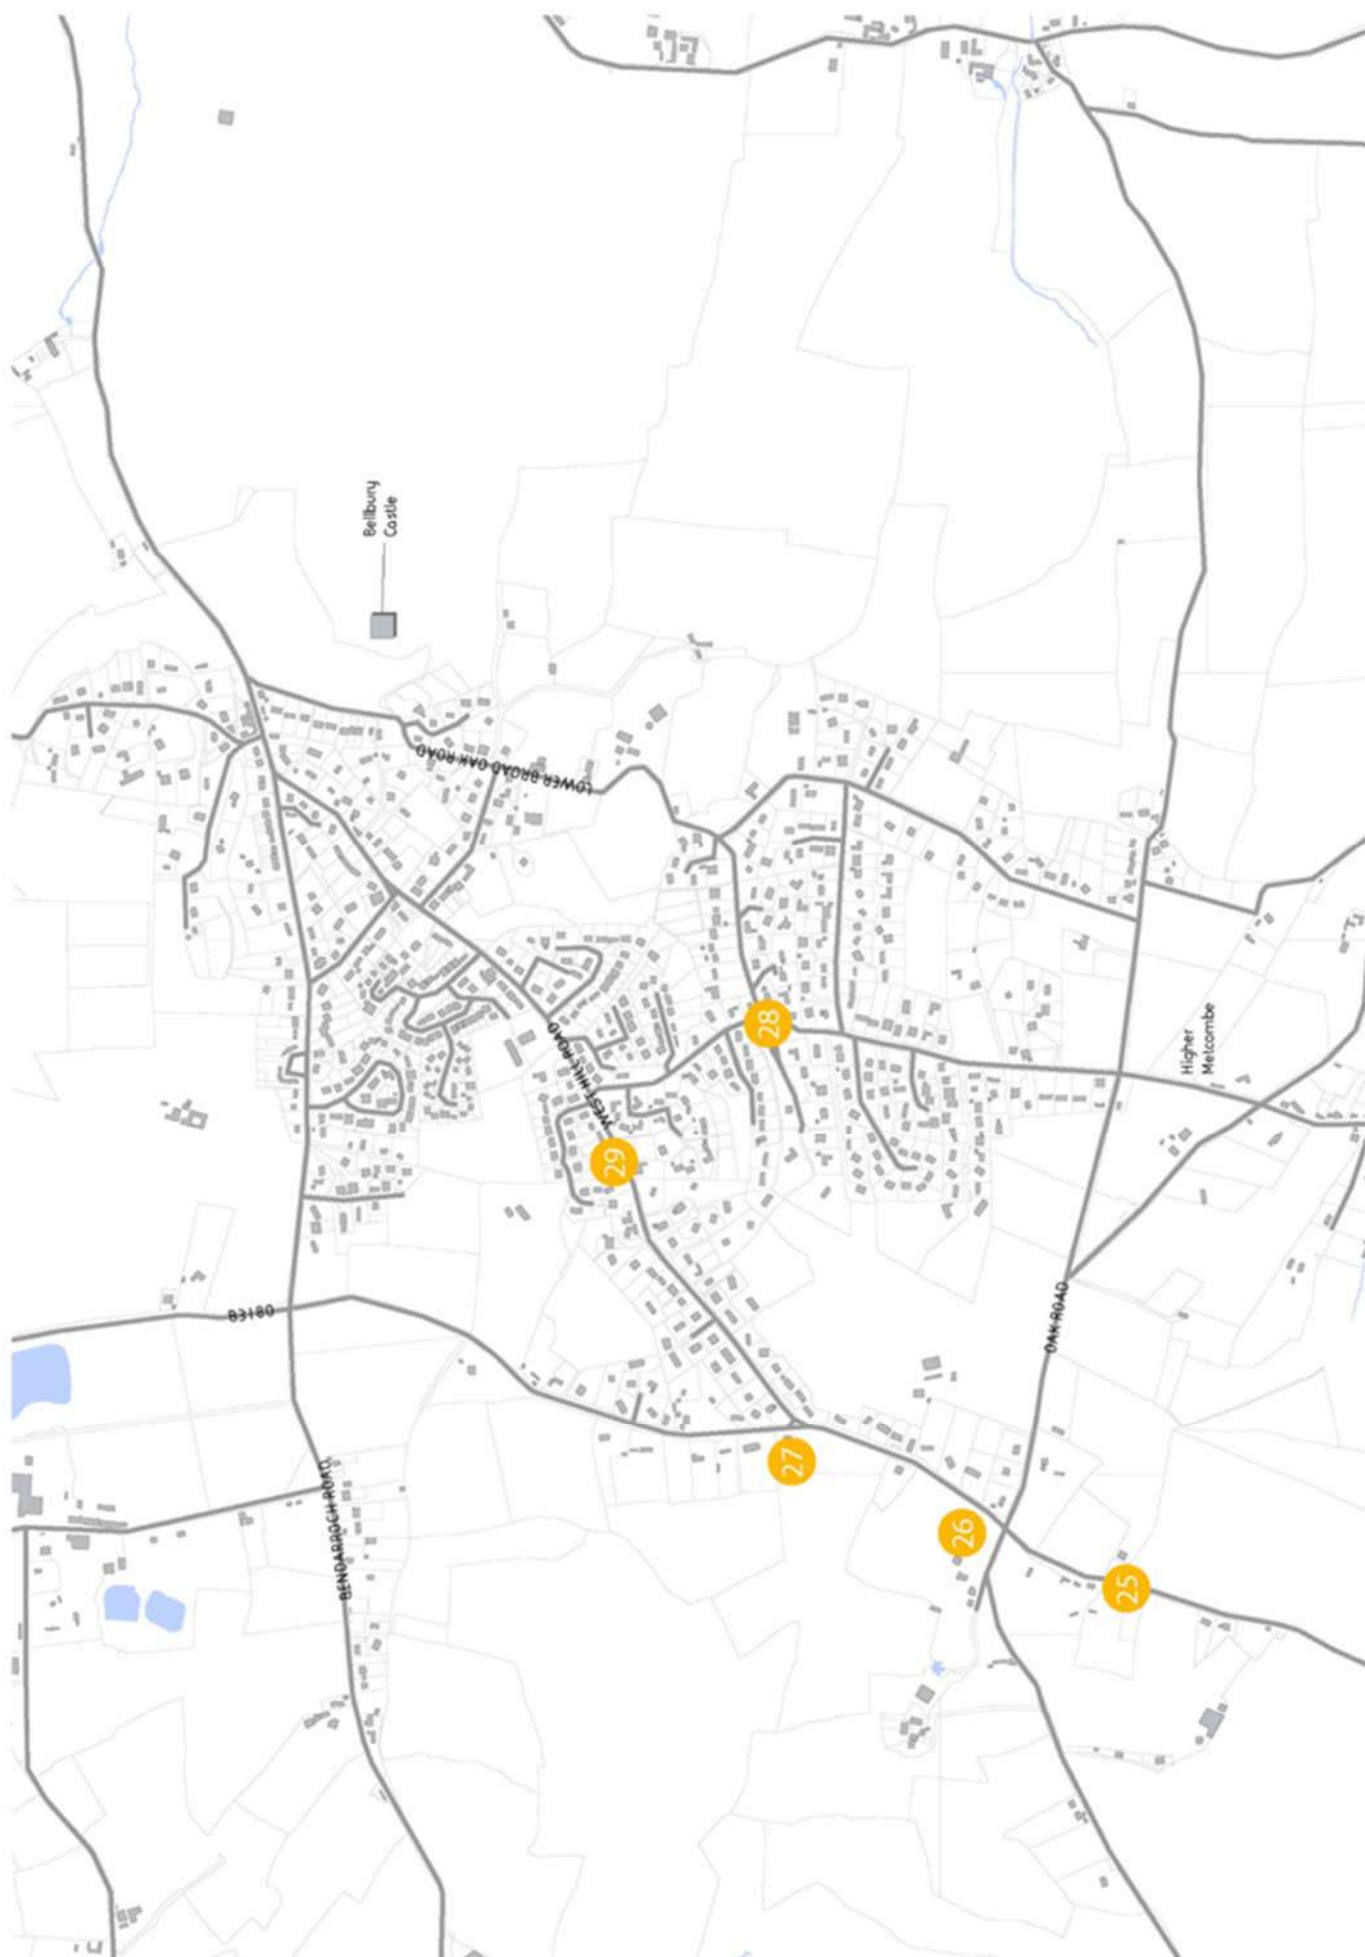 Bellbury
Castle
LOWER BROAD OAK ROAD
WEST HILL ROAD
28
Higher
Metcombe
29
B3180
OAK ROAD
27
BENDARROCH ROAD
26
25